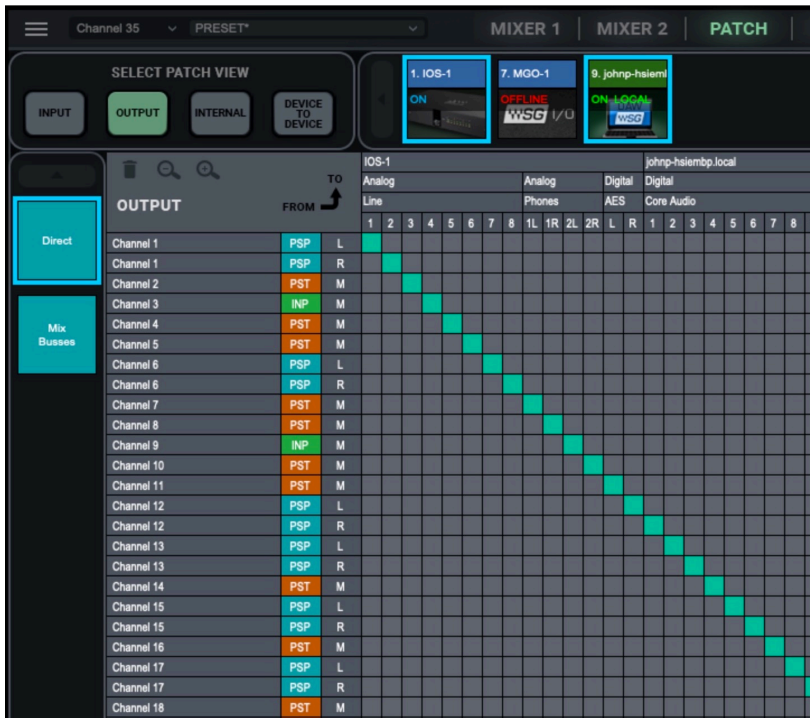 Channel 35 PRESET* MIXER 1 MIXER 2 PATCH
SELECT PATCH VIEW
INPUT OUTPUT INTERNAL DEVICE TO DEVICE
1. IOS-1 7. MGO-1 9. johnp-hsieml
ON OFFLINE ON LOCAL
WSG I/O WSG
Direct
Mix Busses
OUTPUT FROM TO
IOS-1 johnp-hsiembp.local
Analog Analog Digital Digital
Line Phones AES Core Audio
1 2 3 4 5 6 7 8 1L 1R 2L 2R L R 1 2 3 4 5 6 7 8
Channel 1 PSP L
Channel 1 PSP R
Channel 2 PST M
Channel 3 INP M
Channel 4 PST M
Channel 5 PST M
Channel 6 PSP L
Channel 6 PSP R
Channel 7 PST M
Channel 8 PST M
Channel 9 INP M
Channel 10 PST M
Channel 11 PST M
Channel 12 PSP L
Channel 12 PSP R
Channel 13 PSP L
Channel 13 PSP R
Channel 14 PST M
Channel 15 PSP L
Channel 15 PSP R
Channel 16 PST M
Channel 17 PSP L
Channel 17 PSP R
Channel 18 PST M